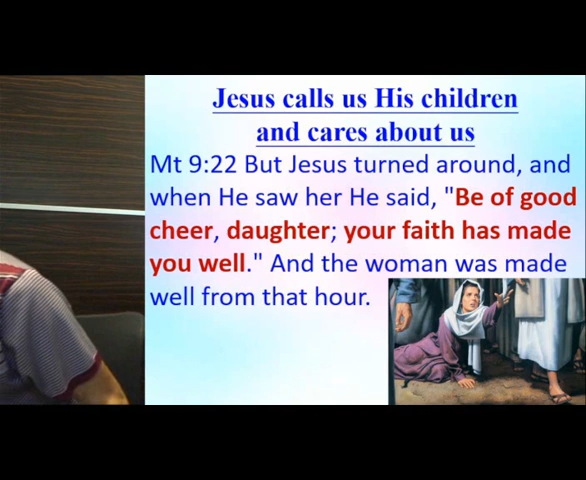 Jesus calls us His children
and cares about us
Mt 9:22 But Jesus turned around, and
when He saw her He said, "Be of good
cheer, daughter; your faith has made
you well." And the woman was made
well from that hour.